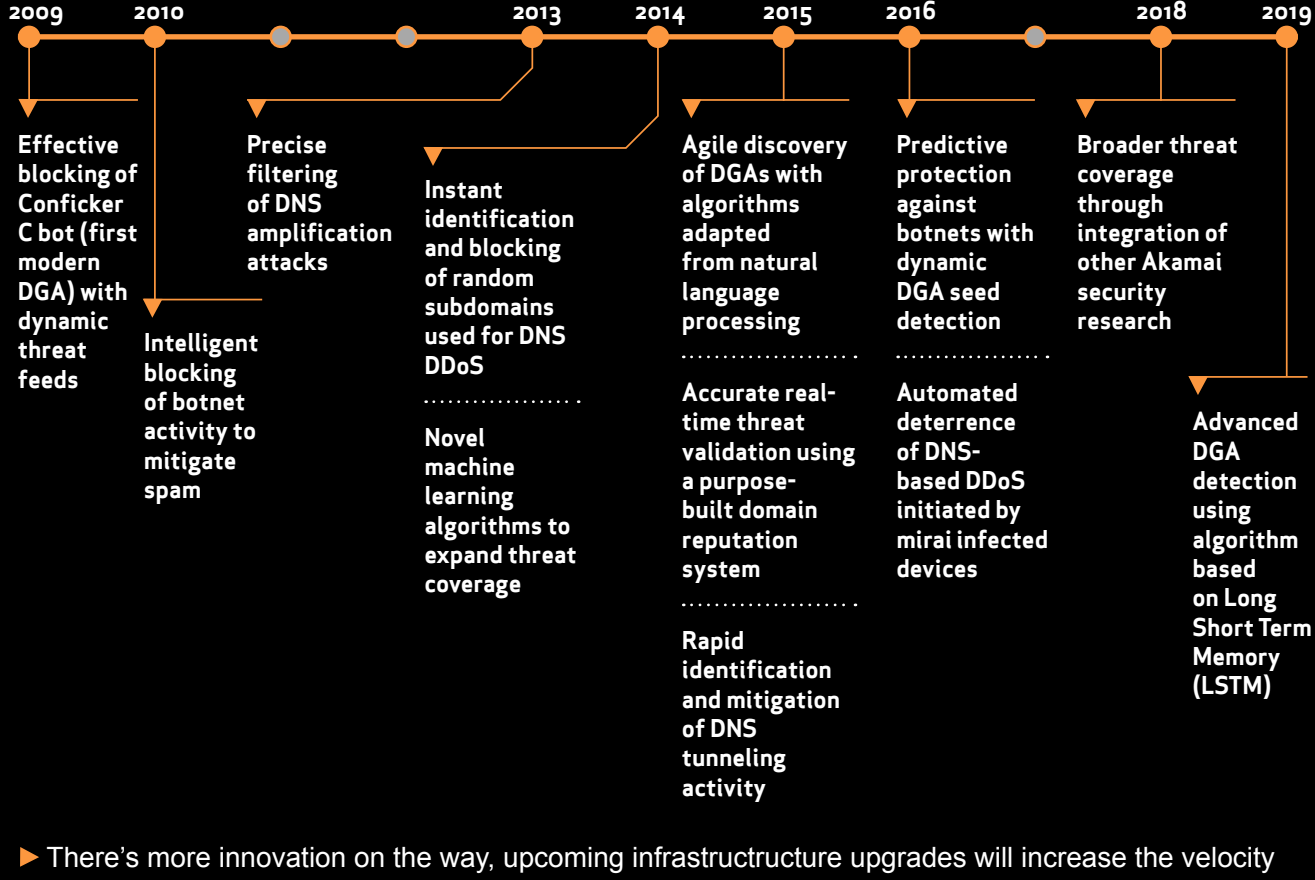 2009
2010
2013
2014
2015
2016
2018
2019
Effective
blocking of
Conficker
C bot (first
modern
DGA) with
dynamic
threat
feeds
Intelligent
blocking
of botnet
activity to
mitigate
spam
Precise
filtering
of DNS
amplification
attacks
Instant
identification
and blocking
of random
subdomains
used for DNS
DDoS
Novel
machine
learning
algorithms to
expand threat
coverage
Agile discovery
of DGAs with
algorithms
adapted
from natural
language
processing
Accurate real-
time threat
validation using
a purpose-
built domain
reputation
system
Rapid
identification
and mitigation
of DNS
tunneling
activity
Predictive
protection
against
botnets with
dynamic
DGA seed
detection
Automated
deterrence
of DNS-
based DDoS
initiated by
mirai infected
devices
Broader threat
coverage
through
integration of
other Akamai
security
research
Advanced
DGA
detection
using
algorithm
based
on Long
Short Term
Memory
(LSTM)
There's more innovation on the way, upcoming infrastructructure upgrades will increase the velocity